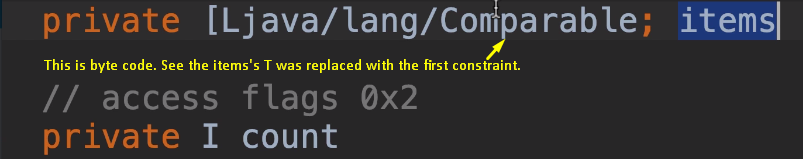 private [Ljava/lang/Comparable; items
This is byte code. See the items's T was replaced with the first constraint.
// access flags 0x2
private I count